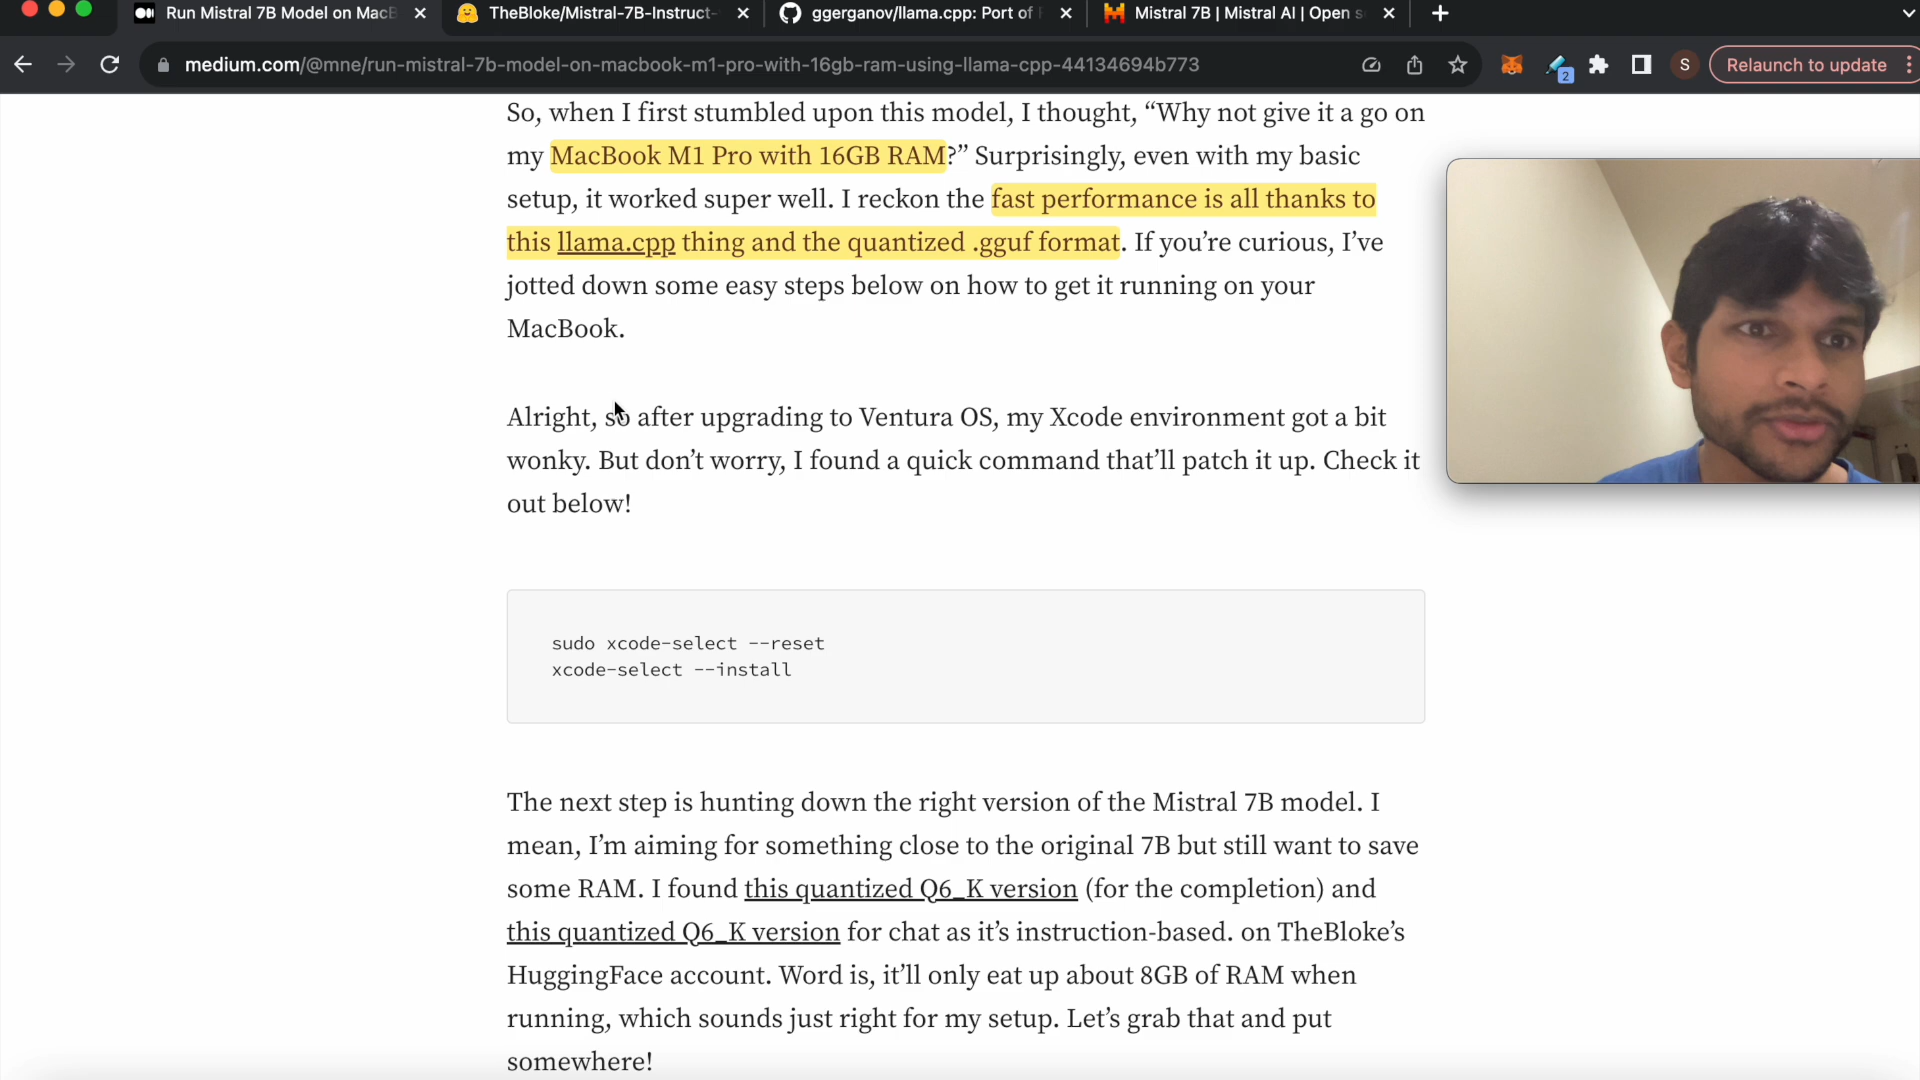 Run Mistral 7B Model on MacB
TheBloke/Mistral-7B-Instruct-
ggerganov/llama.cpp: Port of
Mistral 7B | Mistral AI | Open s
medium.com/@mne/run-mistral-7b-model-on-macbook-m1-pro-with-16gb-ram-using-llama-cpp-44134694b773
2
S
Relaunch to update
So, when I first stumbled upon this model, I thought, “Why not give it a go on
my MacBook M1 Pro with 16GB RAM?” Surprisingly, even with my basic
setup, it worked super well. I reckon the fast performance is all thanks to
this llama.cpp thing and the quantized .gguf format. If you’re curious, I’ve
jotted down some easy steps below on how to get it running on your
MacBook.
Alright, so after upgrading to Ventura OS, my Xcode environment got a bit
wonky. But don’t worry, I found a quick command that’ll patch it up. Check it
out below!
sudo xcode-select --reset
xcode-select --install
The next step is hunting down the right version of the Mistral 7B model. I
mean, I’m aiming for something close to the original 7B but still want to save
some RAM. I found this quantized Q6_K version (for the completion) and
this quantized Q6_K version for chat as it’s instruction-based. on TheBloke’s
HuggingFace account. Word is, it’ll only eat up about 8GB of RAM when
running, which sounds just right for my setup. Let’s grab that and put
somewhere!